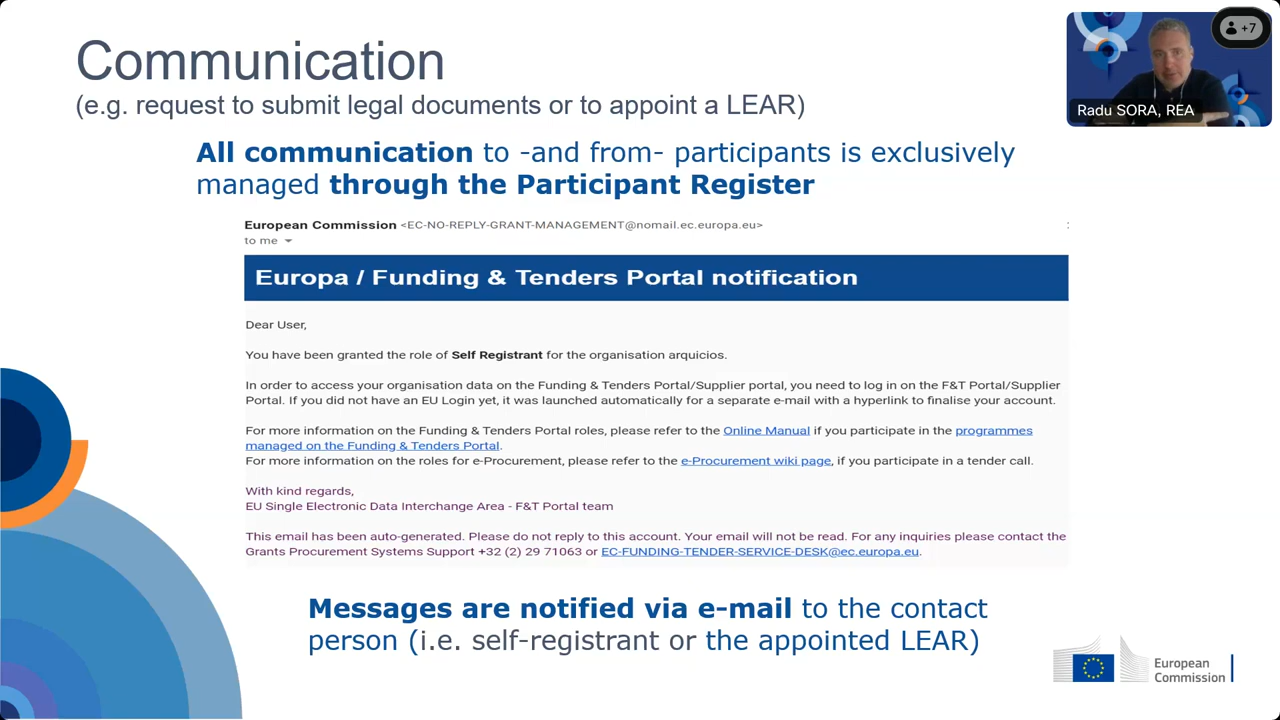 Communication
(e.g. request to submit legal documents or to appoint a LEAR)
+7
Radu SORA, REA
All communication to -and from- participants is exclusively
managed through the Participant Register
European Commission <EC-NO-REPLY-GRANT-MANAGEMENT@nomail.ec.europa.eu>
to me
Europa / Funding & Tenders Portal notification
Dear User,
You have been granted the role of Self Registrant for the organisation arquicios.
In order to access your organisation data on the Funding & Tenders Portal/Supplier portal, you need to log in on the F&T Portal/Supplier
Portal. If you did not have an EU Login yet, it was launched automatically for a separate e-mail with a hyperlink to finalise your account.
For more information on the Funding & Tenders Portal roles, please refer to the Online Manual if you participate in the programmes
managed on the Funding & Tenders Portal.
For more information on the roles for e-Procurement, please refer to the e-Procurement wiki page, if you participate in a tender call.
With kind regards,
EU Single Electronic Data Interchange Area - F&T Portal team
This email has been auto-generated. Please do not reply to this account. Your email will not be read. For any inquiries please contact the
Grants Procurement Systems Support +32 (2) 29 71063 or EC-FUNDING-TENDER-SERVICE-DESK@ec.europa.eu.
Messages are notified via e-mail to the contact
person (i.e. self-registrant or the appointed LEAR)
European
Commission